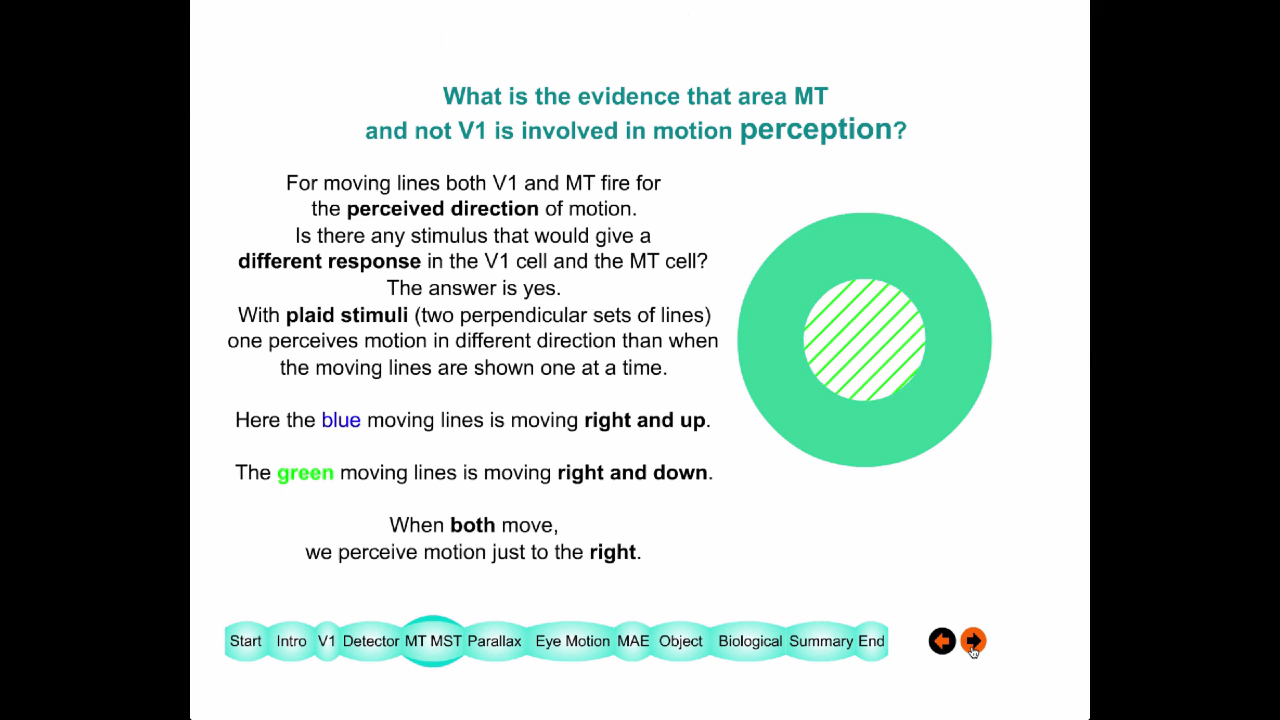 What is the evidence that area MT
and not V1 is involved in motion perception?
For moving lines both V1 and MT fire for
the perceived direction of motion.
Is there any stimulus that would give a
different response in the V1 cell and the MT cell?
The answer is yes.
With plaid stimuli (two perpendicular sets of lines)
one perceives motion in different direction than when
the moving lines are shown one at a time.
Here the blue moving lines is moving right and up.
The green moving lines is moving right and down.
When both move,
we perceive motion just to the right.
Start Intro V1 Detector MT MST Parallax Eye Motion MAE Object Biological Summary End